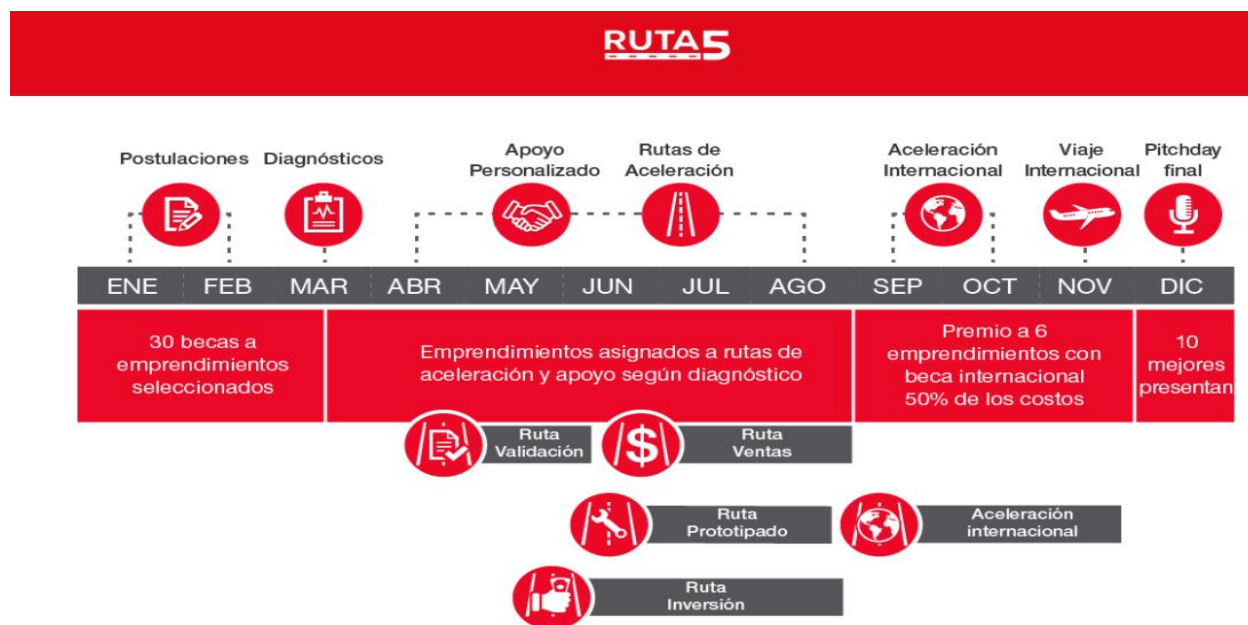 RUTA5
Postulaciones
Diagnósticos
Apoyo
Personalizado
Rutas de
Aceleración
Aceleración
Internacional
Viaje
Internacional
Pitchday
final
ENE FEB MAR ABR MAY JUN JUL AGO SEP OCT NOV DIC
30 becas a
emprendimientos
seleccionados
Emprendimientos asignados a rutas de
aceleración y apoyo según diagnóstico
Premio a 6
emprendimientos con
beca internacional
50% de los costos
10
mejores
presentan
Ruta
Validación
$
Ruta
Ventas
Ruta
Prototipado
Aceleración
internacional
Ruta
Inversión